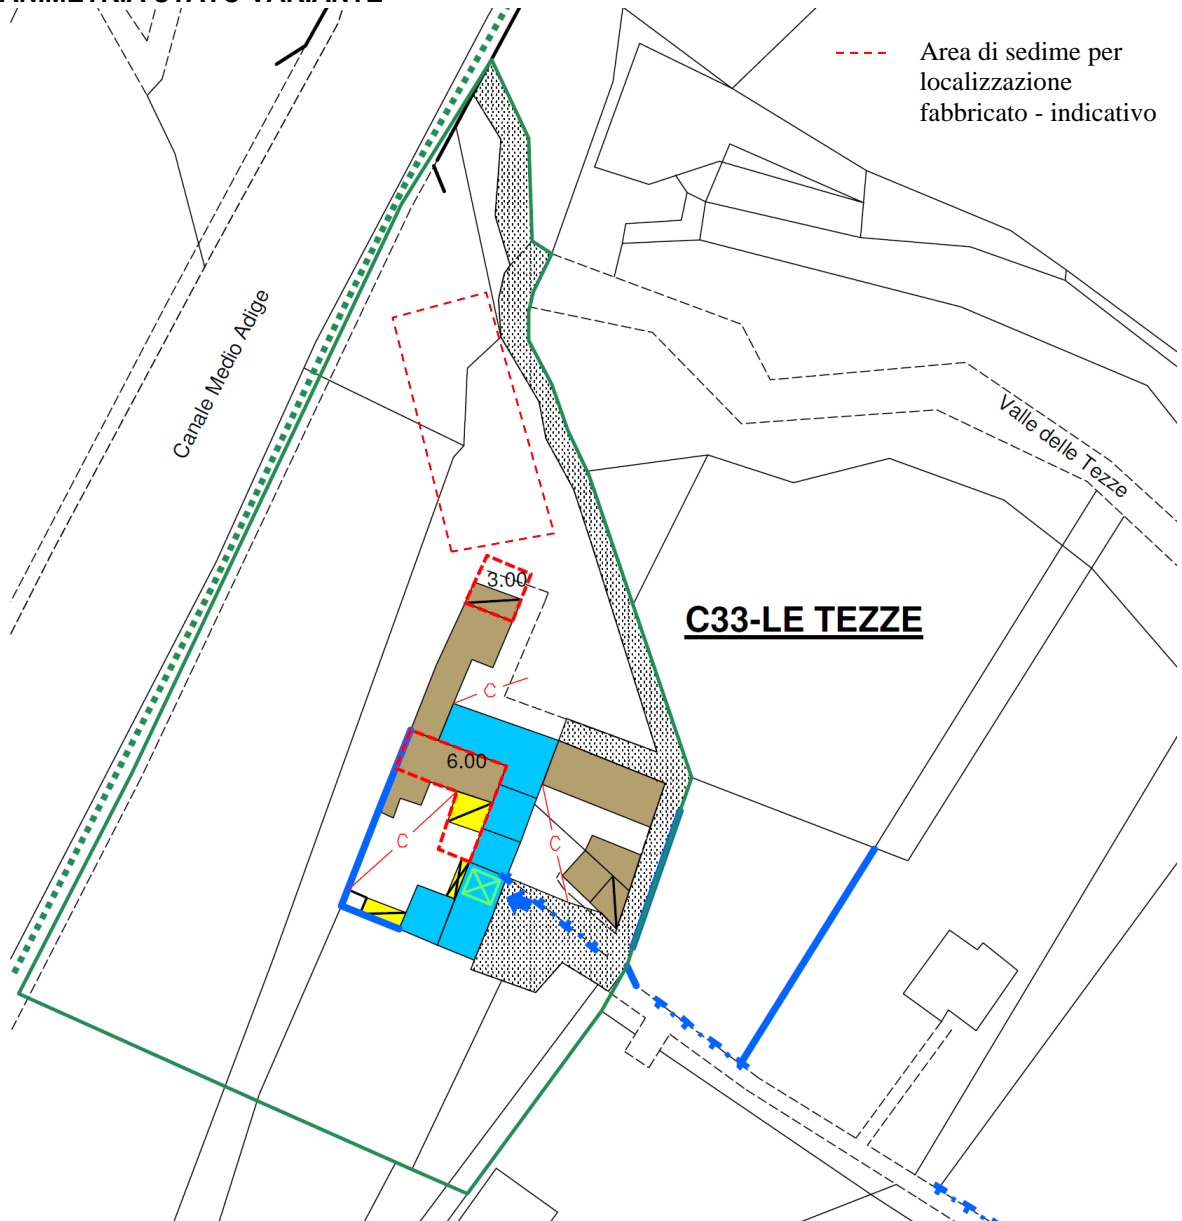 Area di sedime per
localizzazione
fabbricato - indicativo
Canale Medio Adige
Valle delle Tezze
3.00
C33-LE TEZZE
C
6.00
C
C